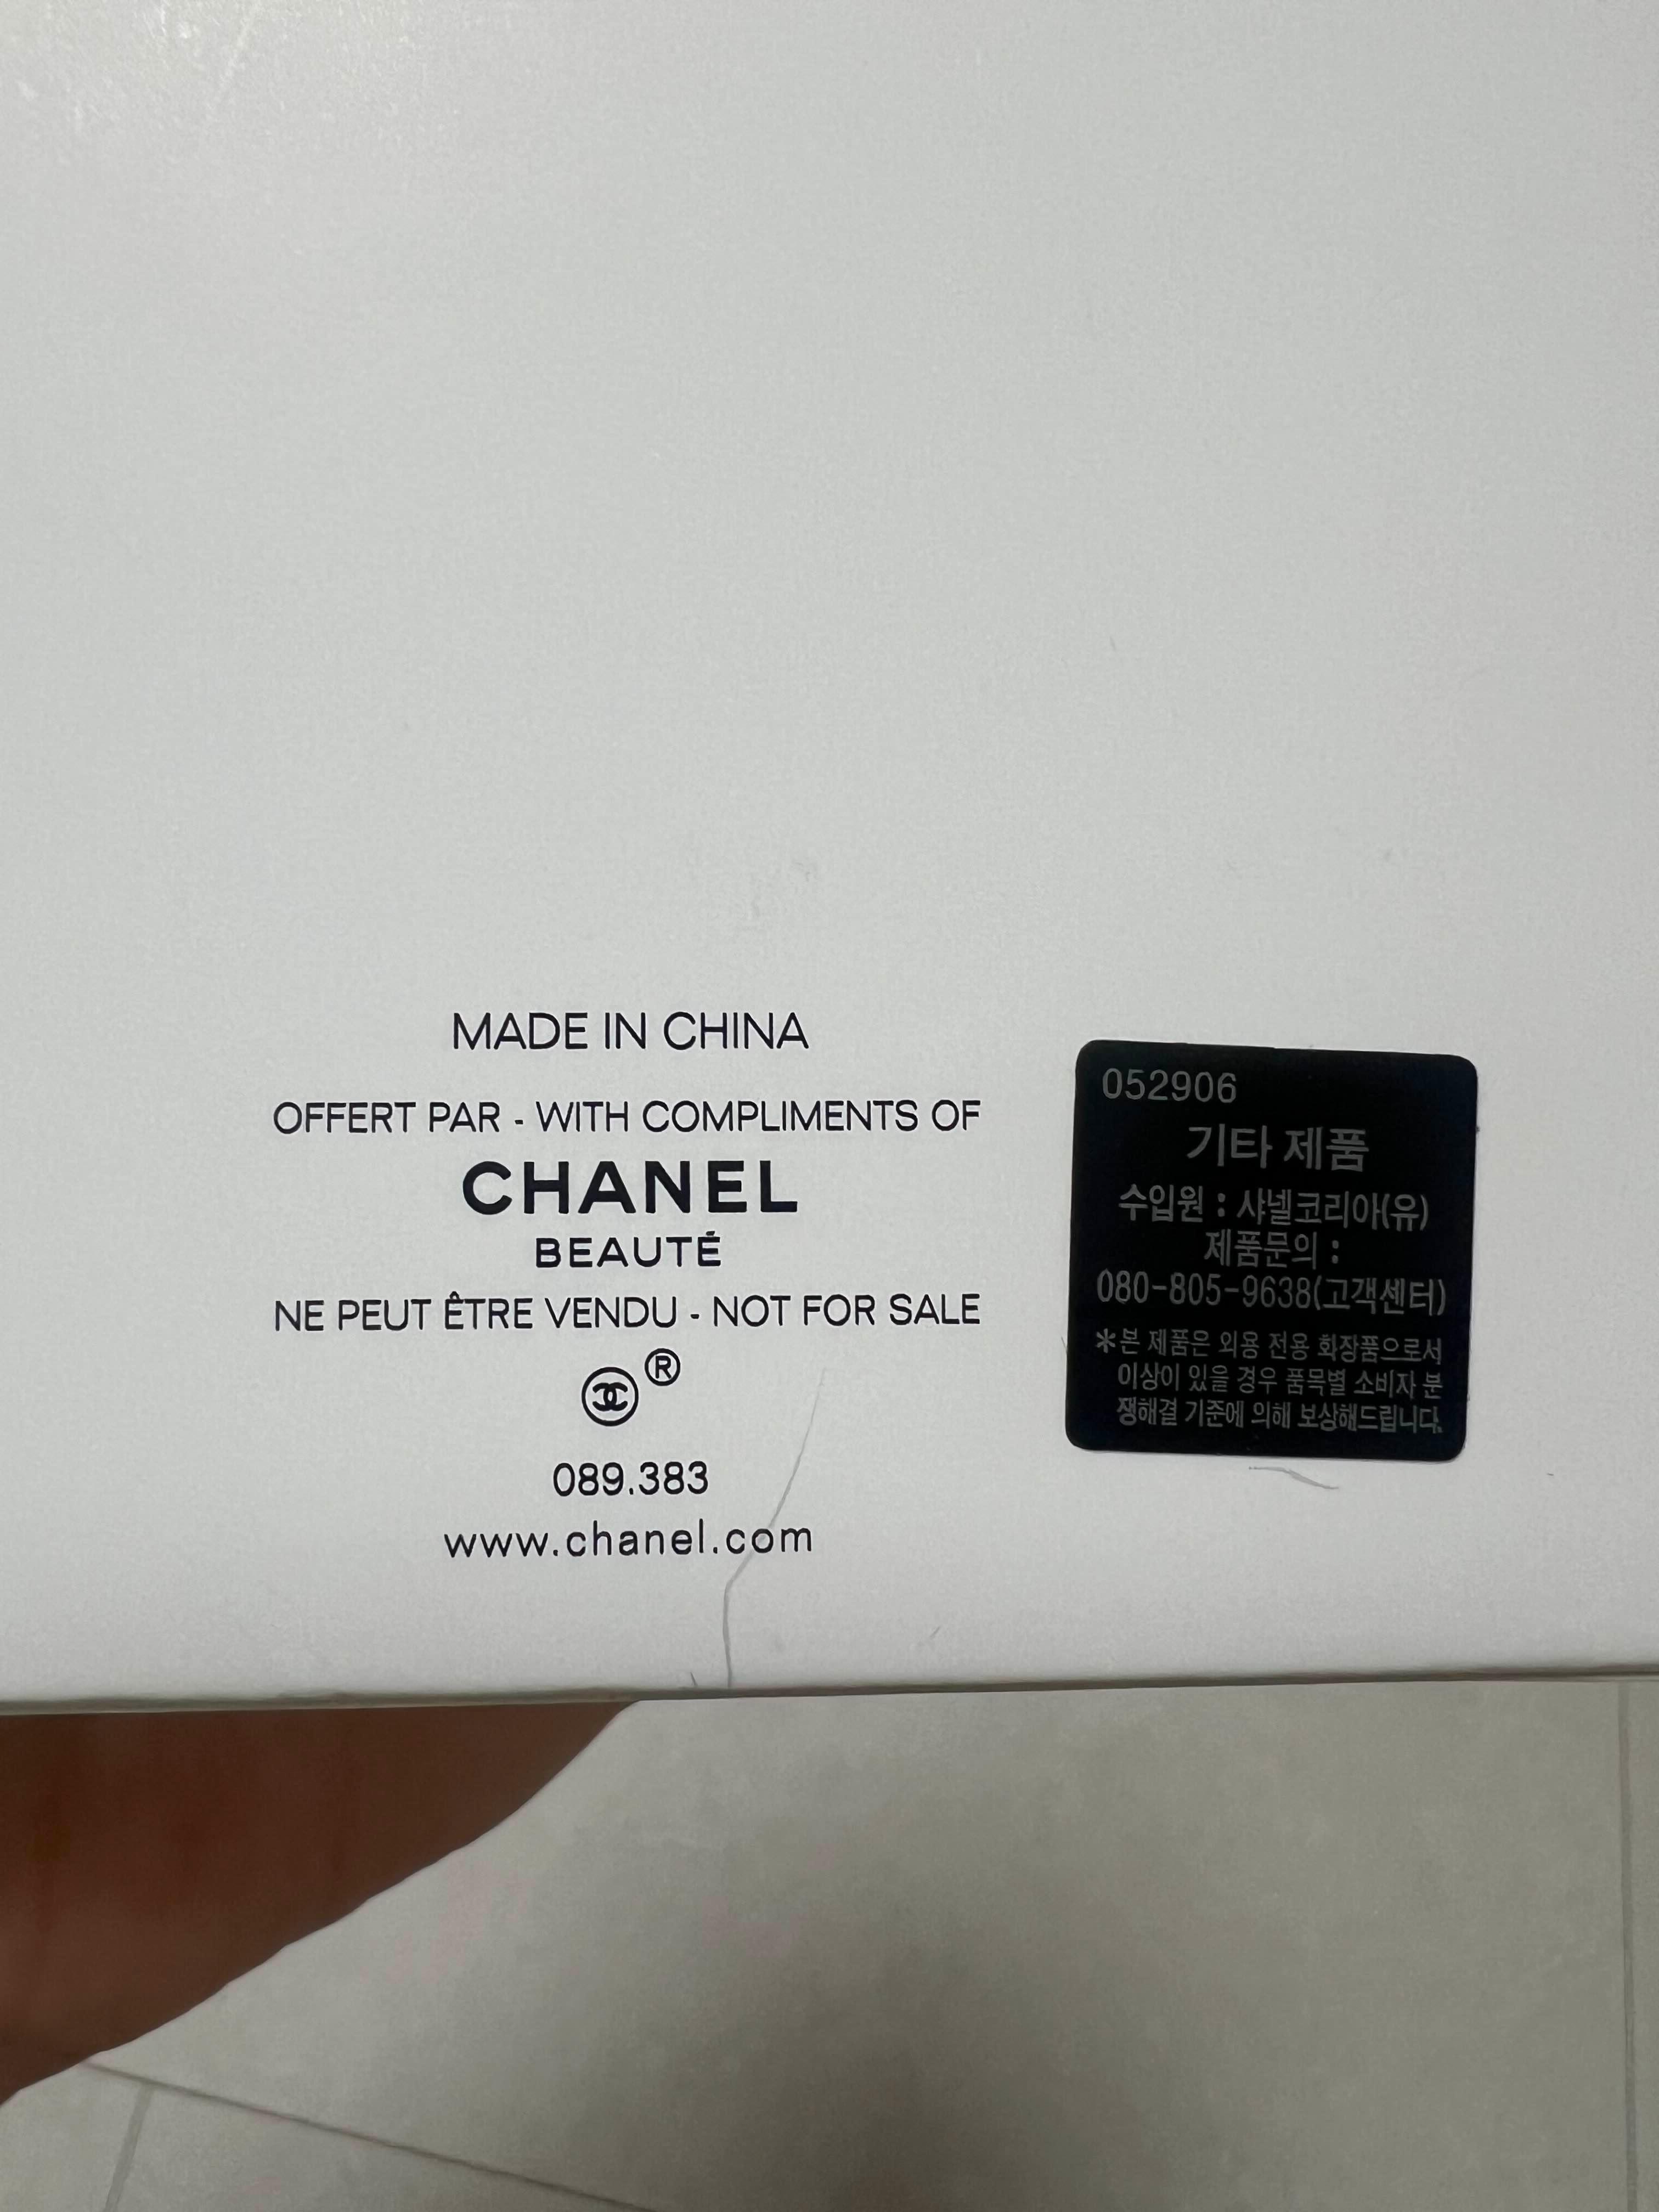 MADE IN CHINA
OFFERT PAR - WITH COMPLIMENTS OF
CHANEL
BEAUTÉ
NE PEUT ÊTRE VENDU - NOT FOR SALE
®
089.383
www.chanel.com
052906
기타 제품
수입원 : 샤넬코리아(유)
제품문의 :
080-805-9638(고객센터)
*본 제품은 외용 전용 화장품으로서
이상이 있을 경우 품목별 소비자 분
쟁해결 기준에 의해 보상해드립니다.